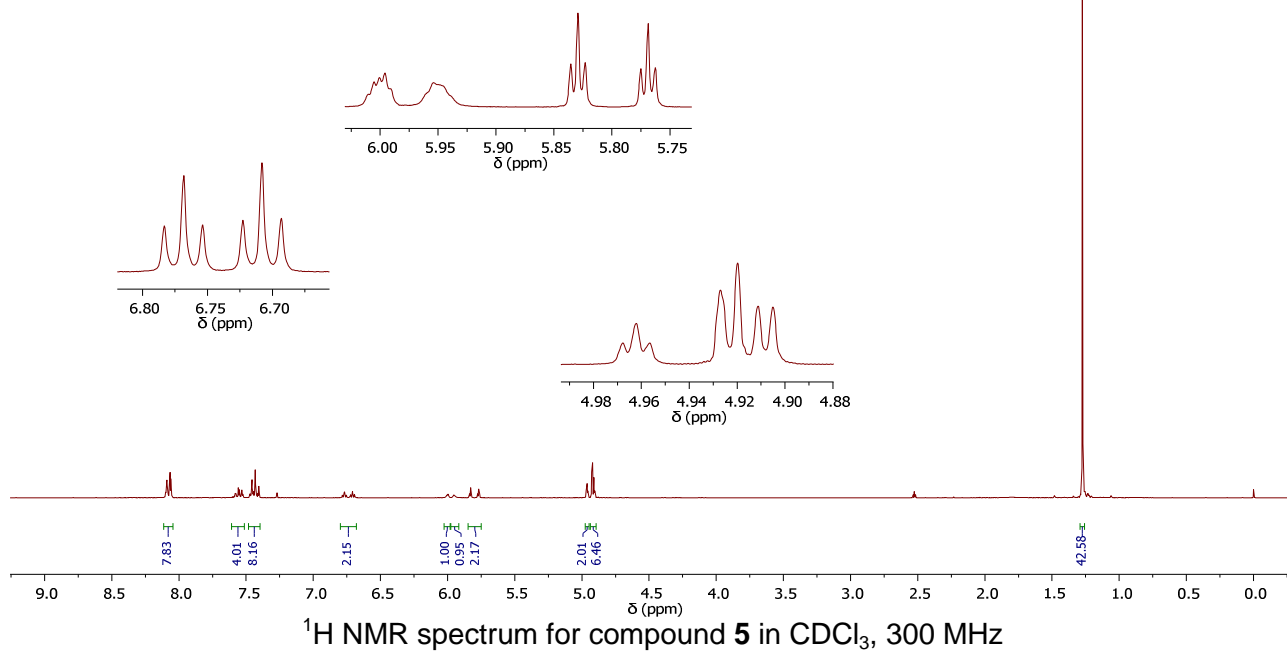 6.00 5.95 5.90 5.85 5.80 5.75
δ (ppm)
6.80 6.75 6.70
δ (ppm)
4.98 4.96 4.94 4.92 4.90 4.88
δ (ppm)
7.83 4.01 8.16 2.15 1.00 0.95 2.17 2.01 6.46 42.58
9.0 8.5 8.0 7.5 7.0 6.5 6.0 5.5 5.0 4.5 4.0 3.5 3.0 2.5 2.0 1.5 1.0 0.5 0.0
δ (ppm)
¹H NMR spectrum for compound 5 in CDCl₃, 300 MHz